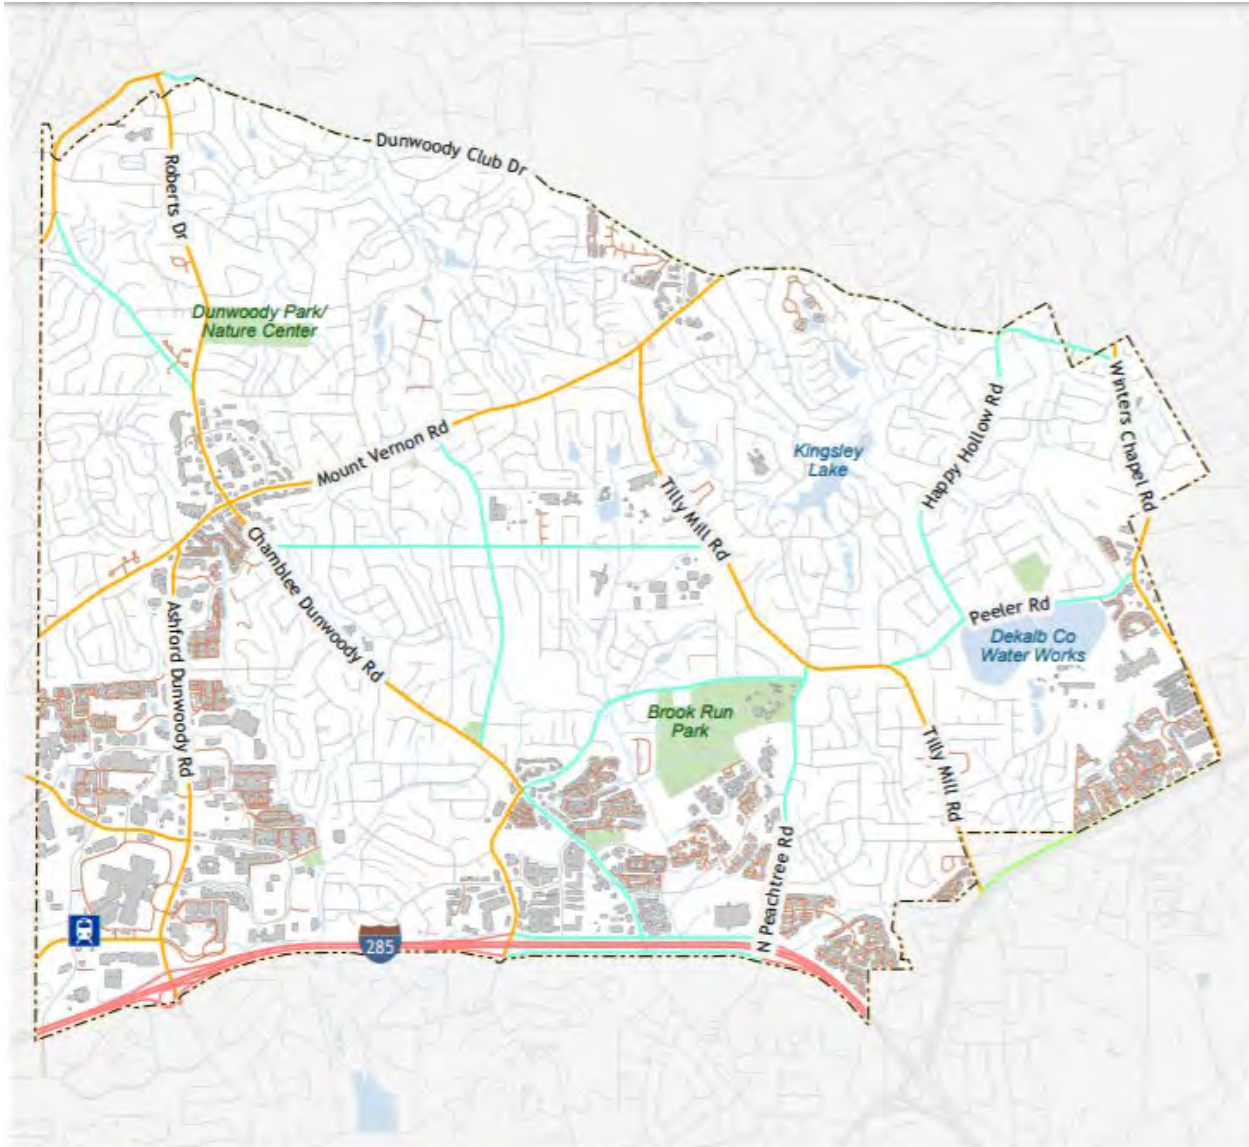 Dunwoody Club Dr
Roberts Dr
Dunwoody Park/
Nature Center
Winters Chapel Rd
Happy Hollow Rd
Mount Vernon Rd
Kingsley
Lake
Tilly Mill Rd
Chamblee Dunwoody Rd
Ashford Dunwoody Rd
Peeler Rd
Dekalb Co
Water Works
Brook Run
Park
Tilly Mill Rd
N Peachtree Rd
285